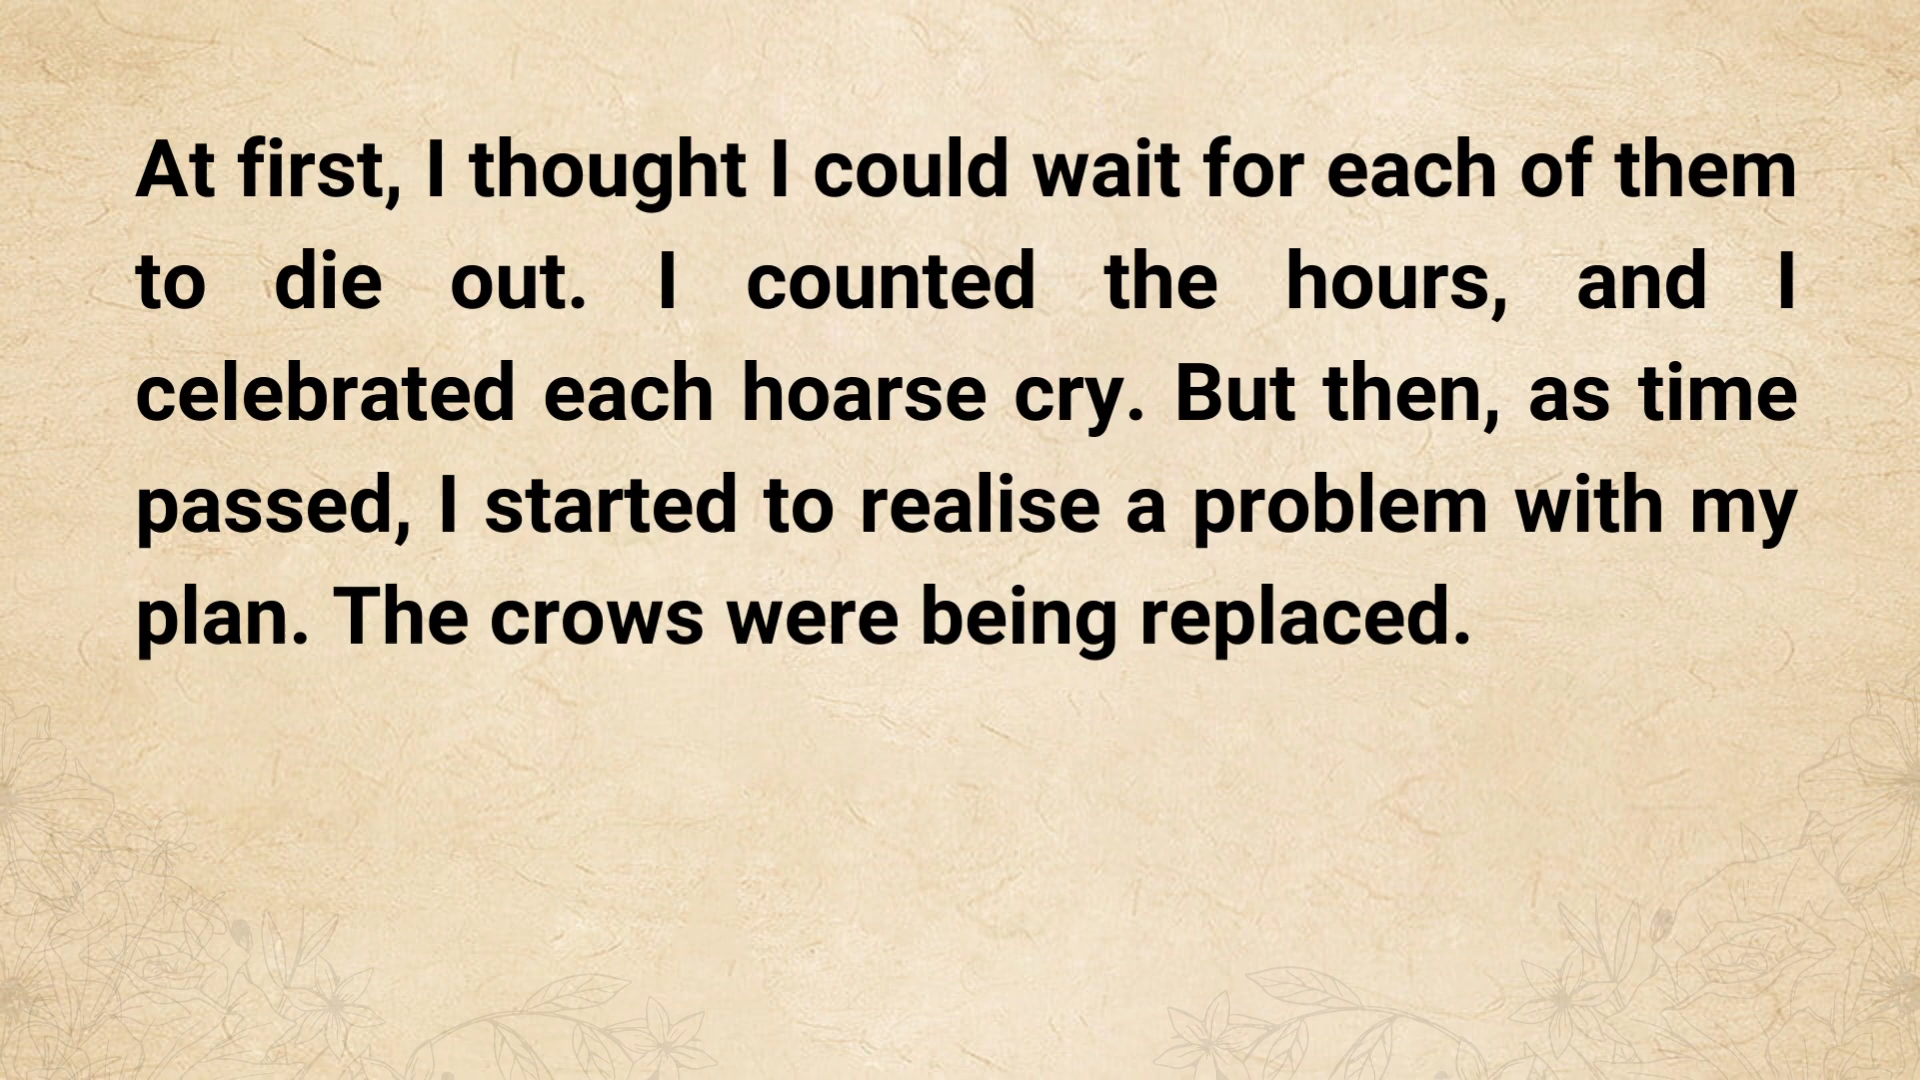 At first, I thought I could wait for each of them
to die out. I counted the hours, and I
celebrated each hoarse cry. But then, as time
passed, I started to realise a problem with my
plan. The crows were being replaced.